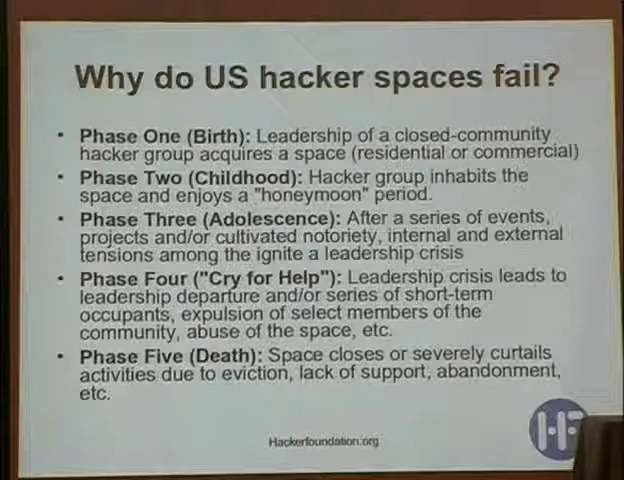 Why do US hacker spaces fail?
• Phase One (Birth): Leadership of a closed-community
hacker group acquires a space (residential or commercial)
• Phase Two (Childhood): Hacker group inhabits the
space and enjoys a "honeymoon" period.
• Phase Three (Adolescence): After a series of events,
projects and/or cultivated notoriety, internal and external
tensions among the ignite a leadership crisis
• Phase Four ("Cry for Help"): Leadership crisis leads to
leadership departure and/or series of short-term
occupants, expulsion of select members of the
community, abuse of the space, etc.
• Phase Five (Death): Space closes or severely curtails
activities due to eviction, lack of support, abandonment,
etc.
Hackerfoundation.org
HF